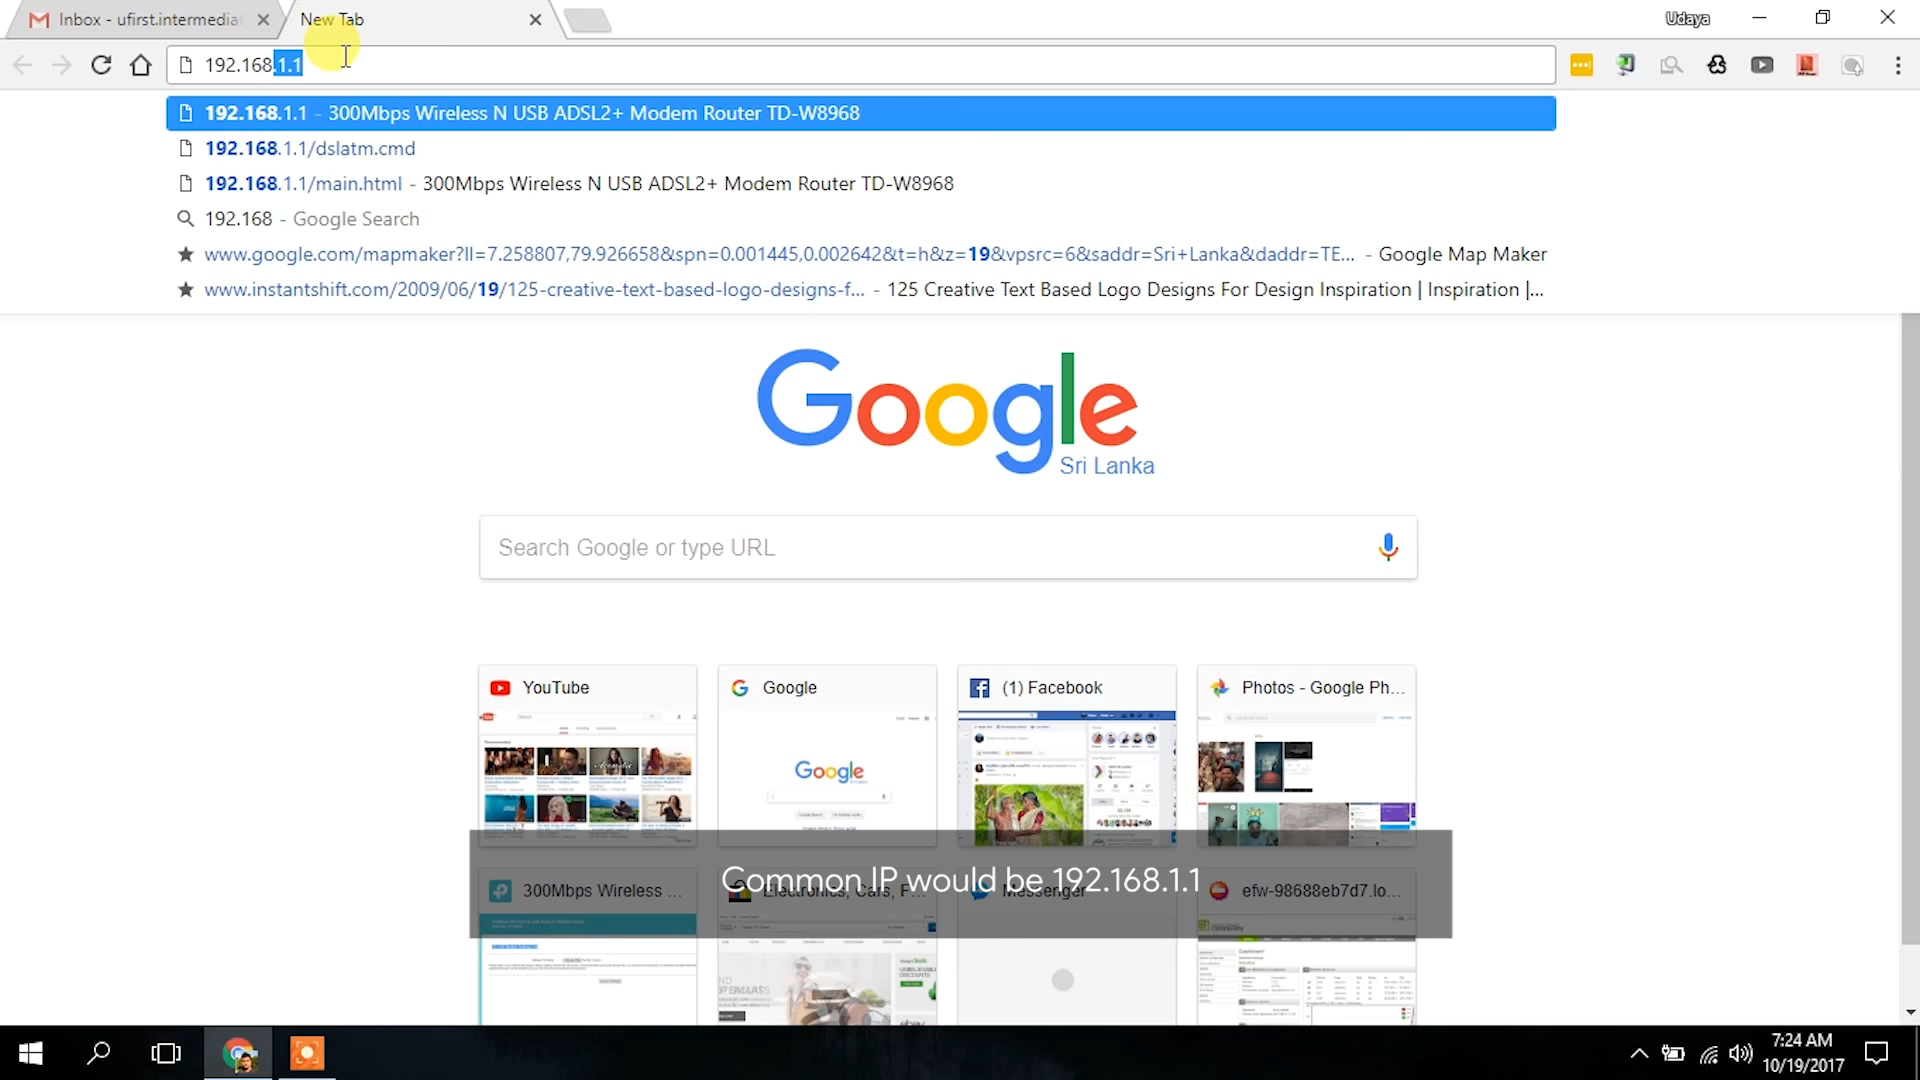 Inbox - ufirst.intermedia
New Tab
Udaya
192.168.1.1
192.168.1.1 - 300Mbps Wireless N USB ADSL2+ Modem Router TD-W8968
192.168.1.1/dslatm.cmd
192.168.1.1/main.html - 300Mbps Wireless N USB ADSL2+ Modem Router TD-W8968
192.168 - Google Search
www.google.com/mapmaker?ll=7.258807,79.926658&spn=0.001445,0.002642&t=h&z=19&vpsrc=6&saddr=Sri+Lanka&daddr=TE... - Google Map Maker
www.instantshift.com/2009/06/19/125-creative-text-based-logo-designs-f... - 125 Creative Text Based Logo Designs For Design Inspiration | Inspiration |...
Google
Sri Lanka
Search Google or type URL
YouTube
Google
(1) Facebook
Photos - Google Ph...
Google
Common IP would be 192.168.1.1
300Mbps Wireless ...
Electronics, Cars, F...
Messenger
efw-98688eb7d7.lo...
7:24 AM
10/19/2017